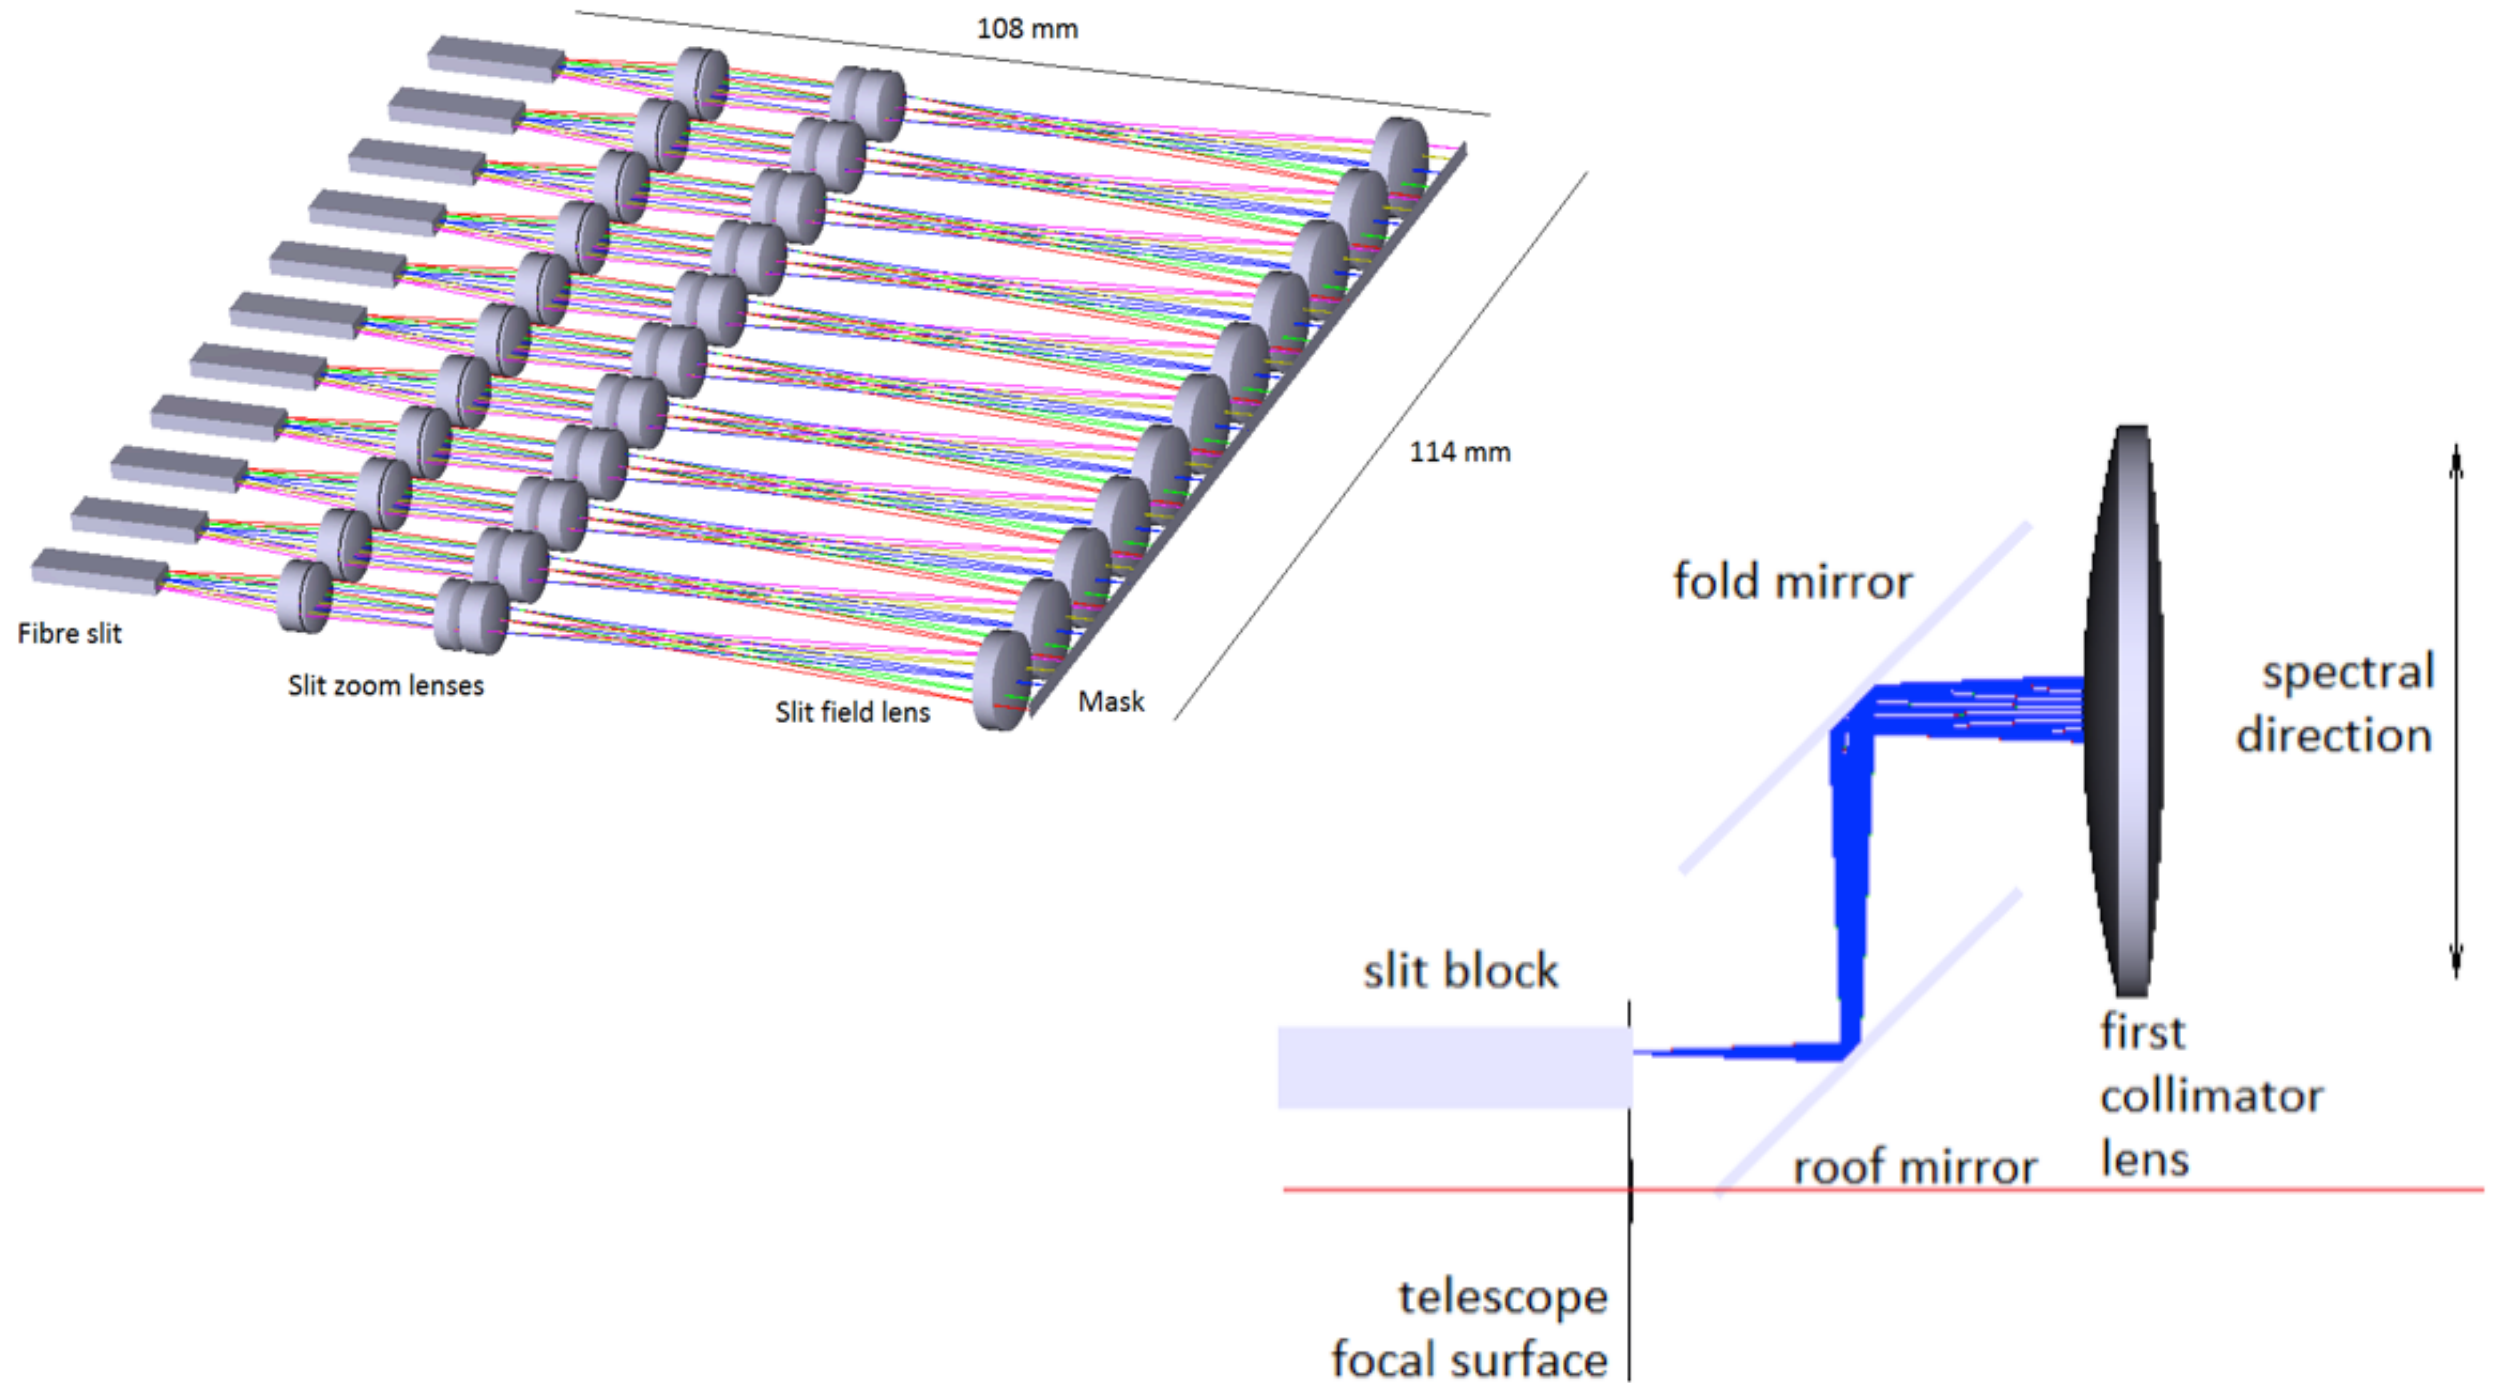 108 mm
114 mm
Fibre slit
Slit zoom lenses
Slit field lens
Mask
fold mirror
spectral
direction
slit block
first
collimator
lens
roof mirror
telescope
focal surface